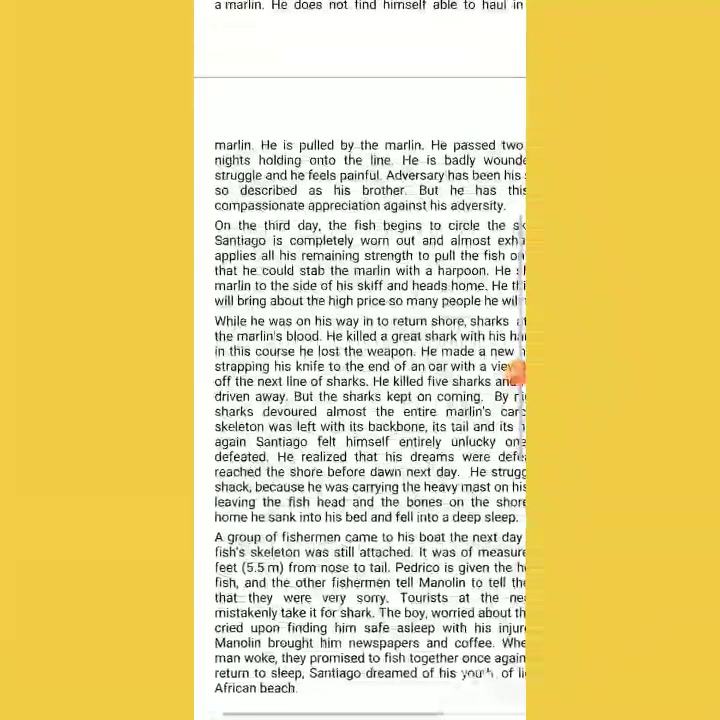 a marlin. He does not find himself able to haul in
marlin. He is pulled by the marlin. He passed two
nights holding onto the line. He is badly wounde
struggle and he feels painful. Adversary has been his
so described as his brother. But he has this
compassionate appreciation against his adversity.
On the third day, the fish begins to circle the sk
Santiago is completely worn out and almost exha
applies all his remaining strength to pull the fish on
that he could stab the marlin with a harpoon. He
marlin to the side of his skiff and heads home. He thi
will bring about the high price so many people he will
While he was on his way in to return shore, sharks at
the marlin's blood. He killed a great shark with his har
in this course he lost the weapon. He made a new h
strapping his knife to the end of an oar with a view
off the next line of sharks. He killed five sharks and
driven away. But the sharks kept on coming. By ni
sharks devoured almost the entire marlin's carc
skeleton was left with its backbone, its tail and its h
again Santiago felt himself entirely unlucky one
defeated. He realized that his dreams were defea
reached the shore before dawn next day. He strugg
shack, because he was carrying the heavy mast on his
leaving the fish head and the bones on the shore
home he sank into his bed and fell into a deep sleep.
A group of fishermen came to his boat the next day
fish's skeleton was still attached. It was of measure
feet (5.5 m) from nose to tail. Pedrico is given the he
fish, and the other fishermen tell Manolin to tell the
that they were very sorry. Tourists at the nea
mistakenly take it for shark. The boy, worried about th
cried upon finding him safe asleep with his injure
Manolin brought him newspapers and coffee. Whe
man woke, they promised to fish together once again
return to sleep, Santiago dreamed of his youth, of li
African beach.